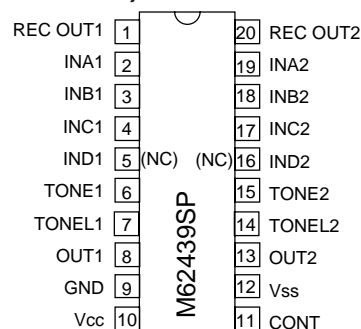 REC OUT1 1 20 REC OUT2
INA1 2 19 INA2
INB1 3 18 INB2
INC1 4 17 INC2
IND1 5 (NC) (NC) 16 IND2
TONE1 6 15 TONE2
TONEL1 7 14 TONEL2
OUT1 8 13 OUT2
GND 9 12 Vss
Vcc 10 11 CONT
M62439SP